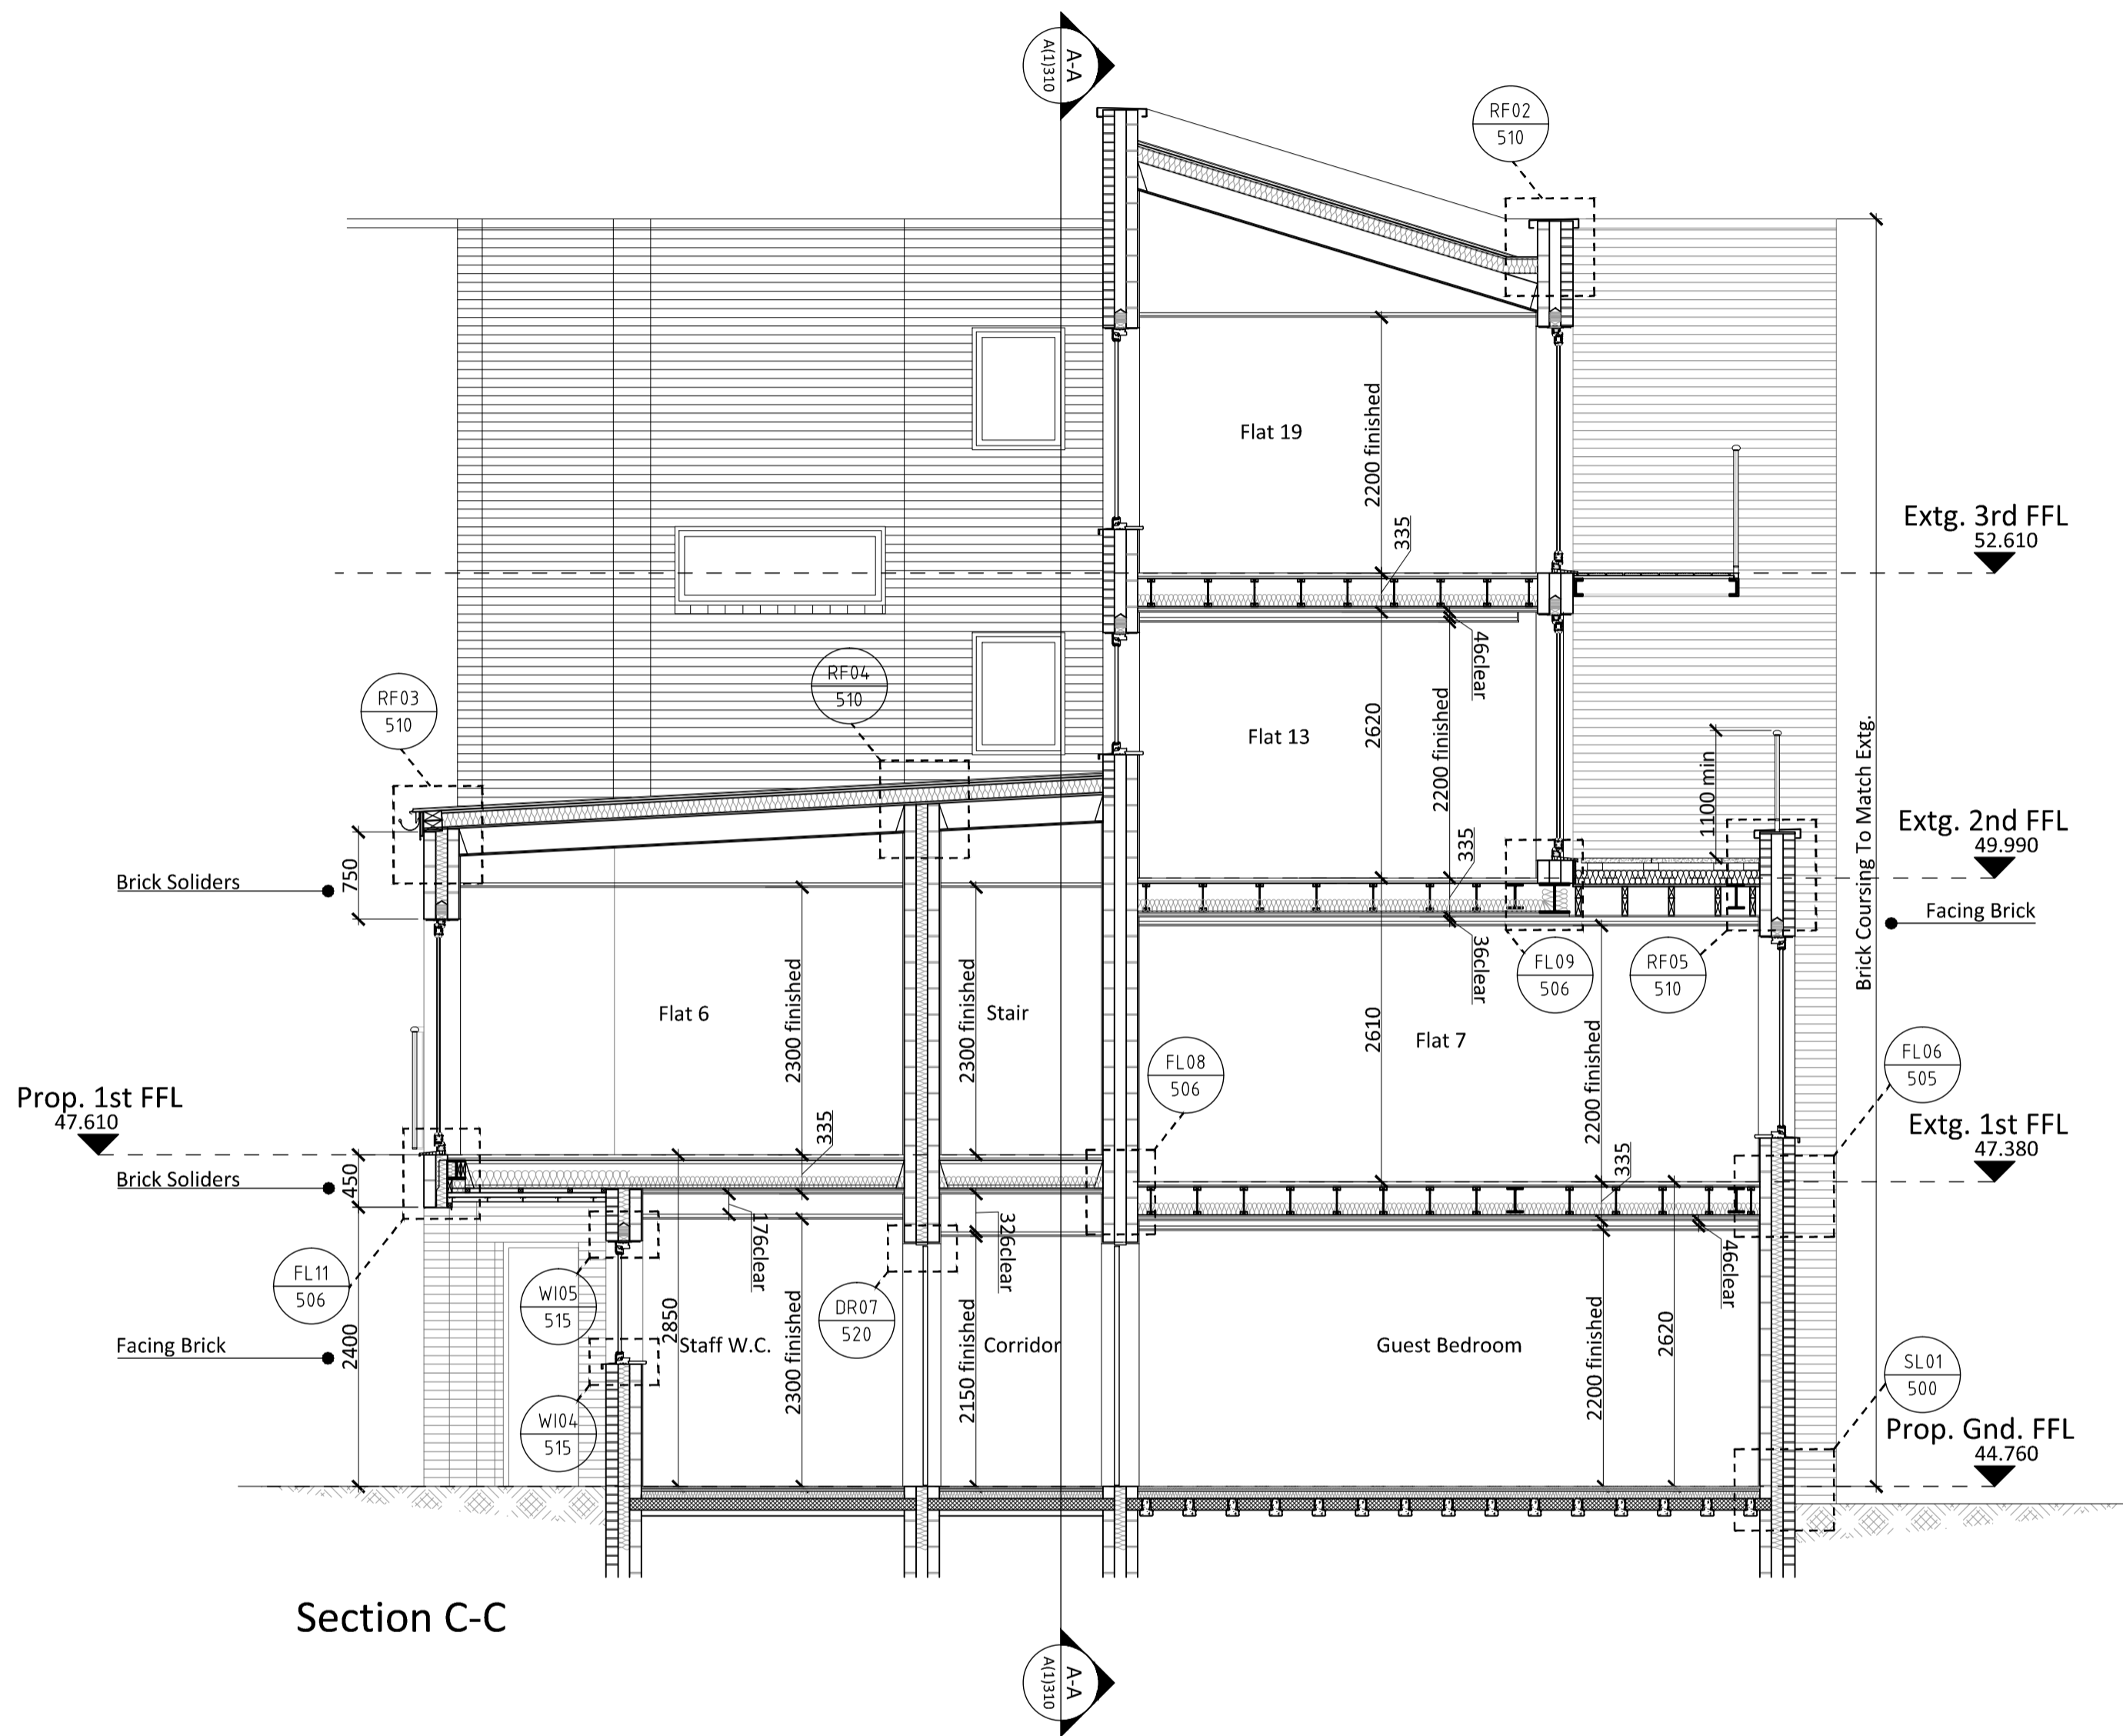 A-A
A(1)310
RF02
510
Flat 19
2200 finished
335
Extg. 3rd FFL
52.610
46clear
RF03
510
RF04
510
Flat 13
2620
2200 finished
335
1100 min
Brick Coursing To Match Extg.
Extg. 2nd FFL
49.990
Brick Soliders
750
Facing Brick
36clear
FL09
506
RF05
510
Flat 6
2300 finished
2300 finished
Stair
2610
Flat 7
2200 finished
FL08
506
FL06
505
Prop. 1st FFL
47.610
335
335
Extg. 1st FFL
47.380
Brick Soliders
450
176clear
326clear
46clear
FL11
506
WI05
515
DR07
520
2850
Staff W.C.
2300 finished
2150 finished
Corridor
Guest Bedroom
2200 finished
2620
Facing Brick
2400
SL01
500
WI04
515
Prop. Gnd. FFL
44.760
Section C-C
A-A
A(1)310